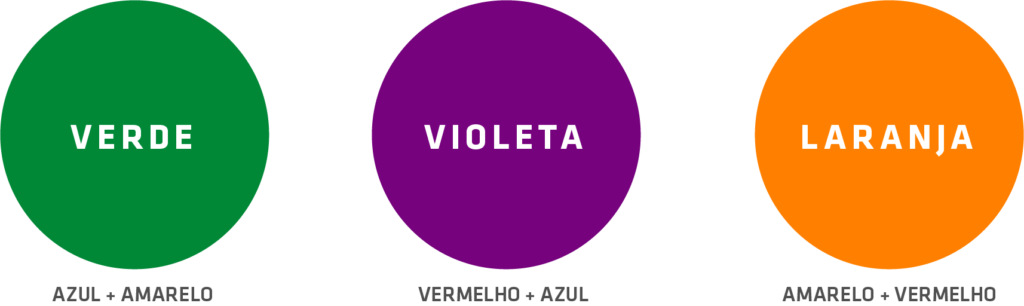 VERDE
VIOLETA
LARANJA
AZUL + AMARELO
VERMELHO + AZUL
AMARELO + VERMELHO